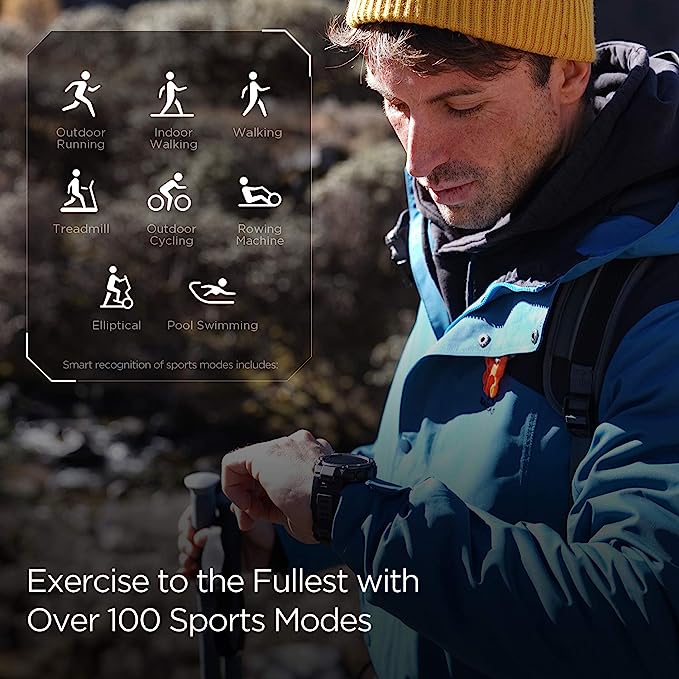 Outdoor
Running
Indoor
Walking
Walking
Treadmill
Outdoor
Cycling
Rowing
Machine
Elliptical
Pool Swimming
Smart recognition of sports modes includes:
Exercise to the Fullest with
Over 100 Sports Modes